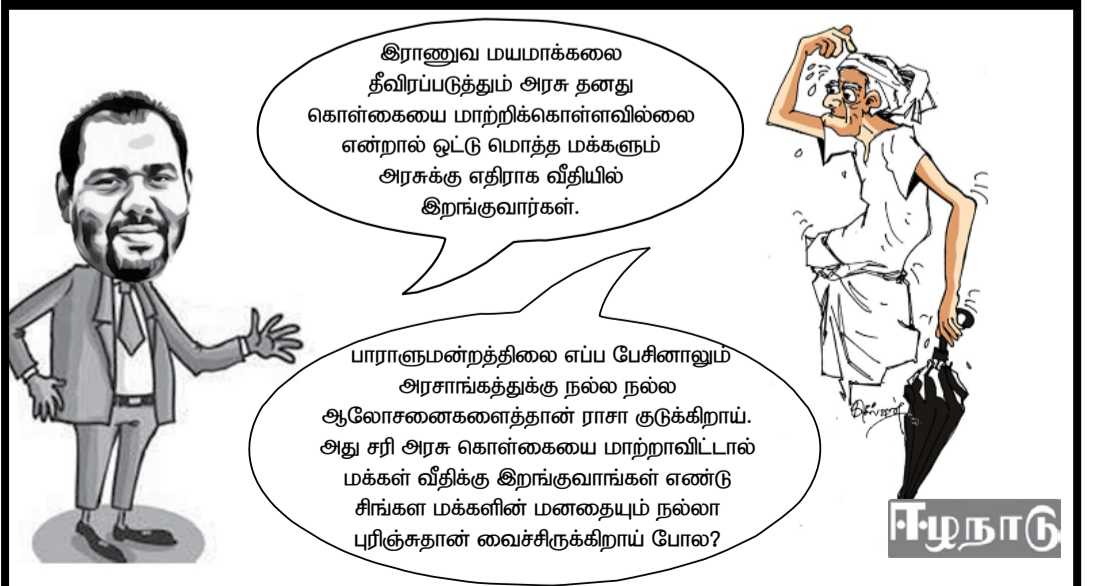 இராணுவ மயமாக்கலை
தீவிரப்படுத்தும் அரசு தனது
கொள்கையை மாற்றிக்கொள்ளவில்லை
என்றால் ஒட்டு மொத்த மக்களும்
அரசுக்கு எதிராக வீதியில்
இறங்குவார்கள்.
பாராளுமன்றத்திலை எப்ப பேசினாலும்
அரசாங்கத்துக்கு நல்ல நல்ல
ஆலோசனைகளைத்தான் ராசா குடுக்கிறாய்.
அது சரி அரசு கொள்கையை மாற்றாவிட்டால்
மக்கள் வீதிக்கு இறங்குவாங்கள் எண்டு
சிங்கள மக்களின் மனதையும் நல்லா
புரிஞ்சுதான் வைச்சிருக்கிறாய் போல?
ஈழநாடு